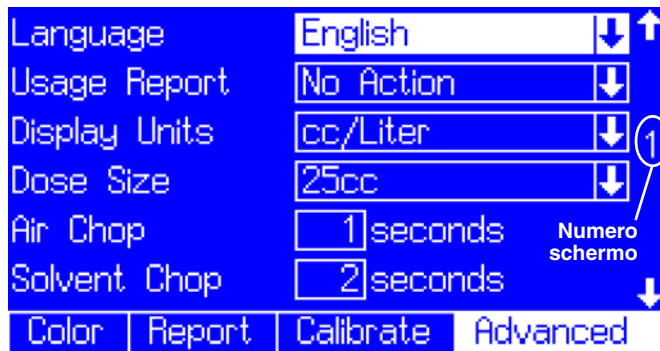 Language English
Usage Report No Action
Display Units cc/Liter
1
Dose Size 25cc
Air Chop 1 seconds
Numero
schermo
Solvent Chop 2 seconds
Color Report Calibrate Advanced